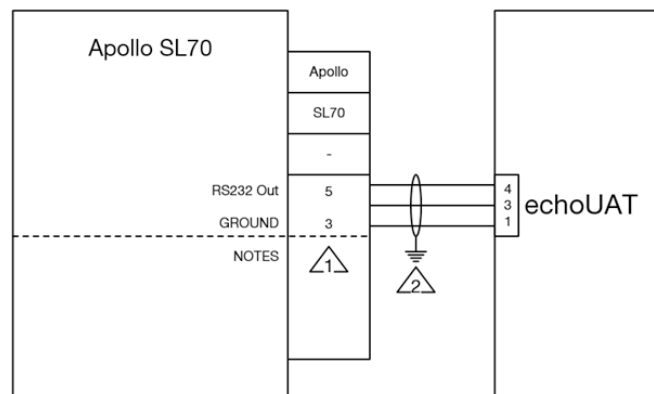 Apollo SL70
Apollo
SL70
-
RS232 Out 5 4
3
GROUND 3 1
echoUAT
NOTES 1
2